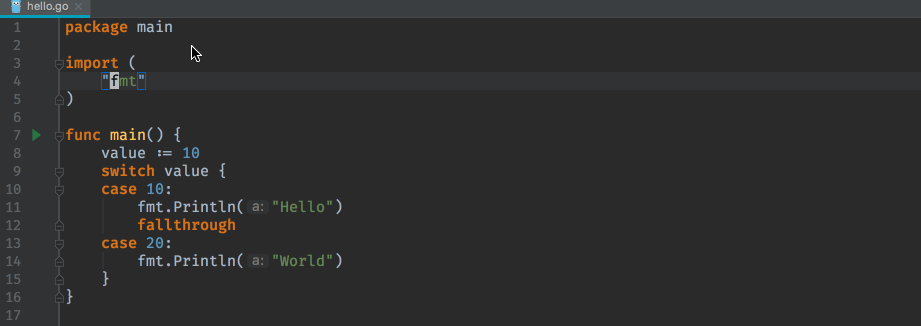 hello.go ×
1 package main
2
3 import (
4     "fmt"
5 )
6
7 func main() {
8     value := 10
9     switch value {
10     case 10:
11         fmt.Println( a: "Hello")
12         fallthrough
13     case 20:
14         fmt.Println( a: "World")
15     }
16 }
17